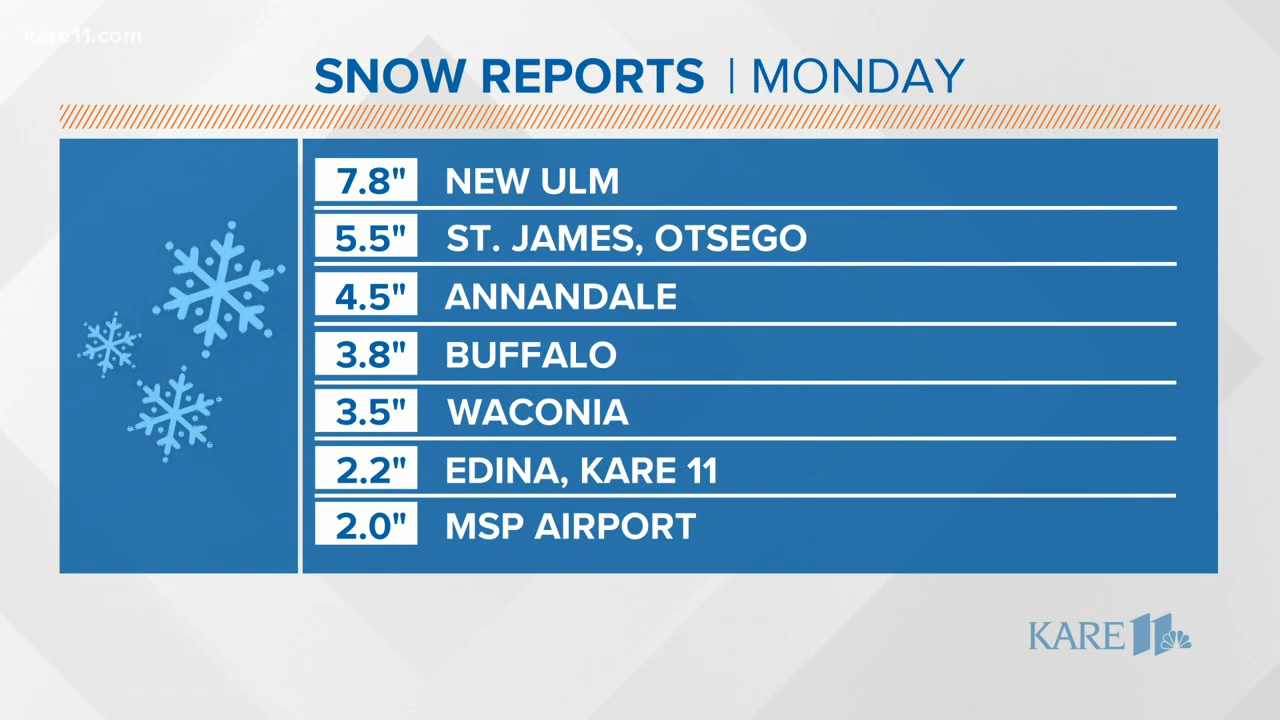 kare11.com
SNOW REPORTS | MONDAY
7.8" NEW ULM
5.5" ST. JAMES, OTSEGO
4.5" ANNANDALE
3.8" BUFFALO
3.5" WACONIA
2.2" EDINA, KARE 11
2.0" MSP AIRPORT
KARE 11